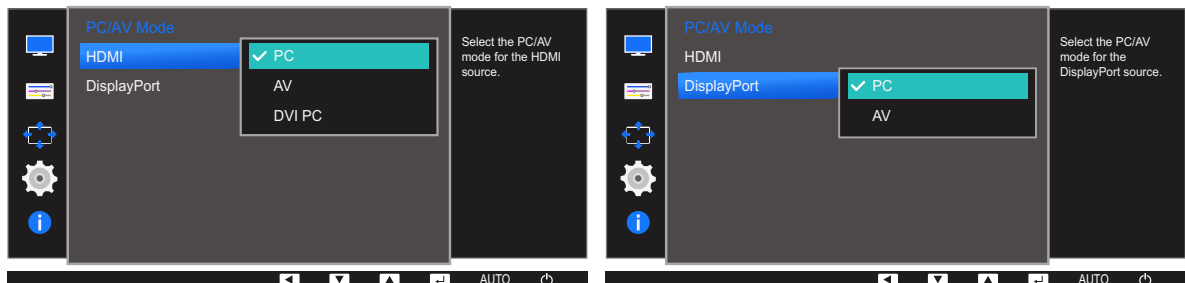 PC/AV Mode
HDMI
DisplayPort
PC
AV
DVI PC
Select the PC/AV
mode for the HDMI
source.
AUTO
PC/AV Mode
HDMI
DisplayPort
PC
AV
Select the PC/AV
mode for the
DisplayPort source.
AUTO